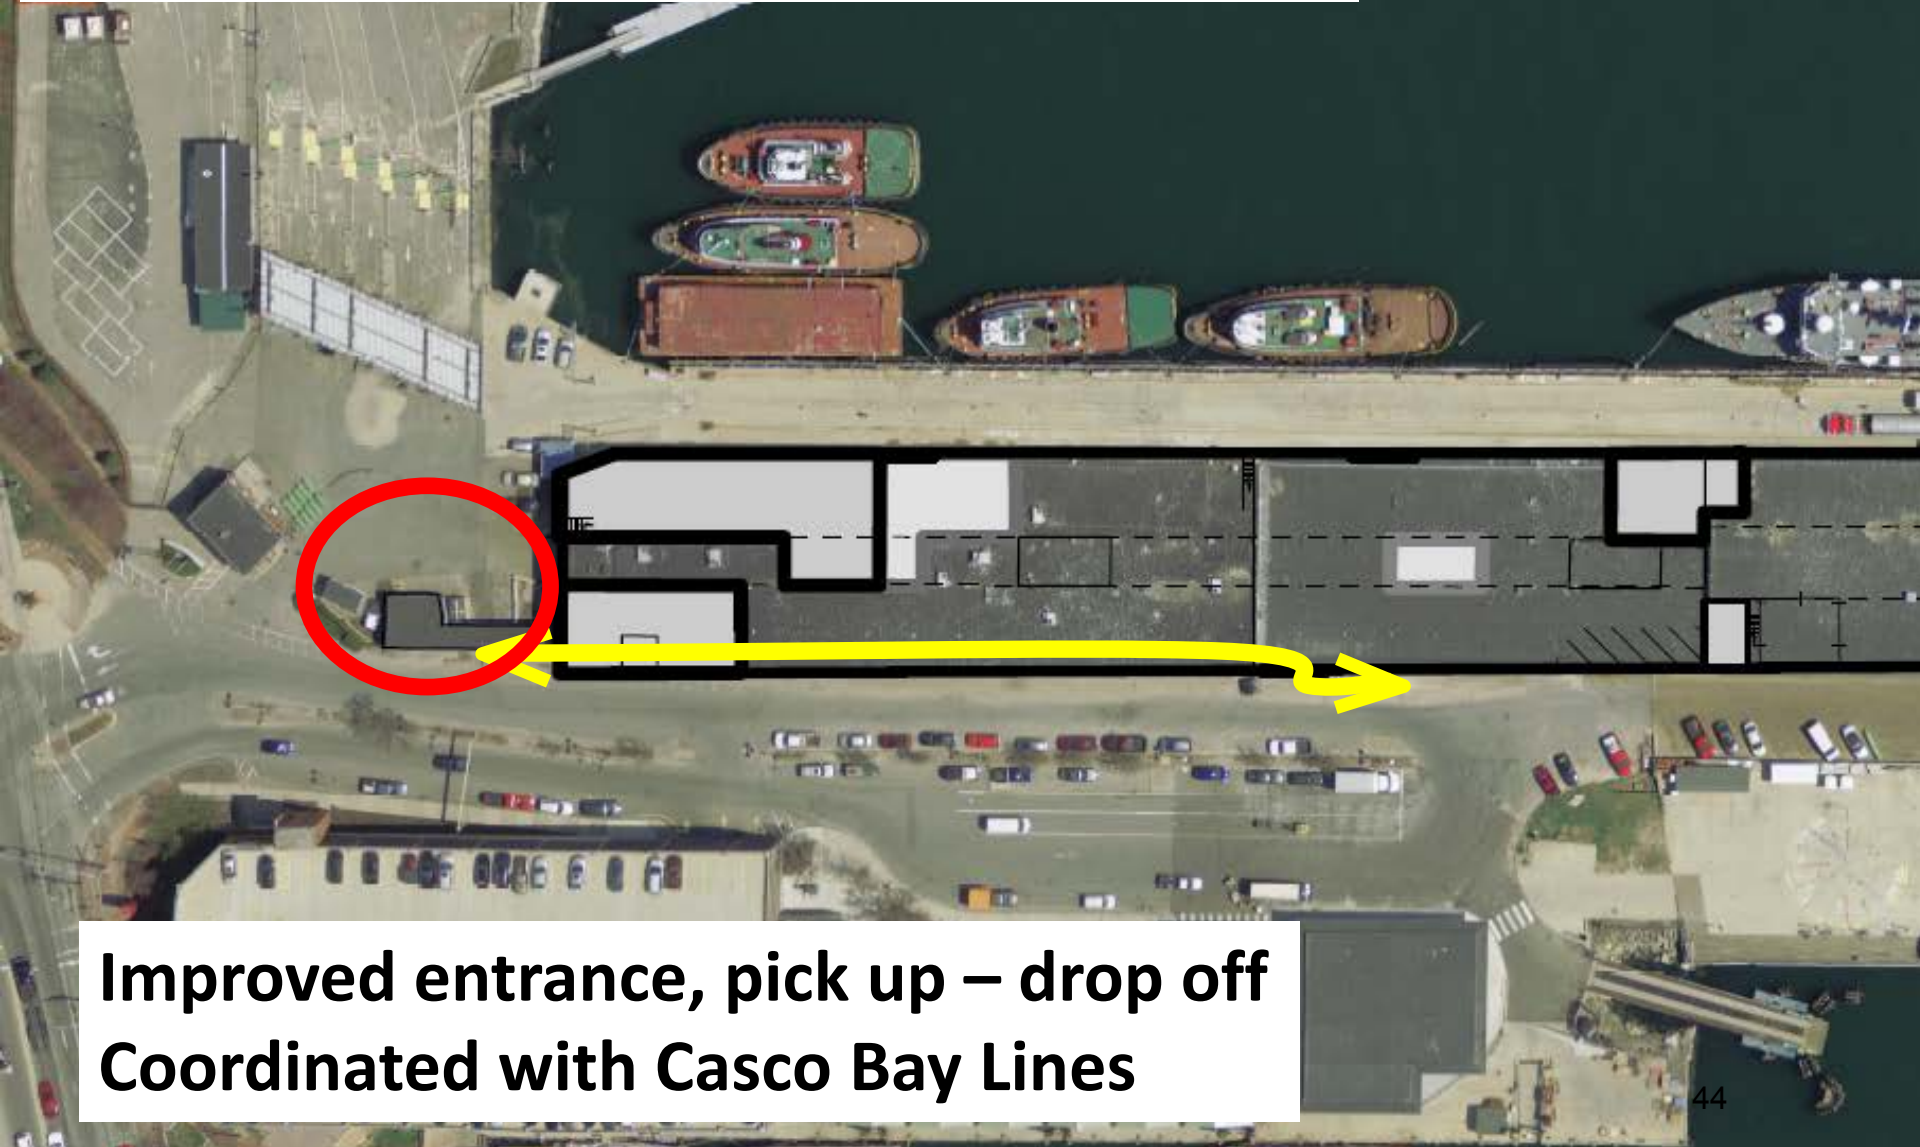 Improved entrance, pick up – drop off
Coordinated with Casco Bay Lines
44